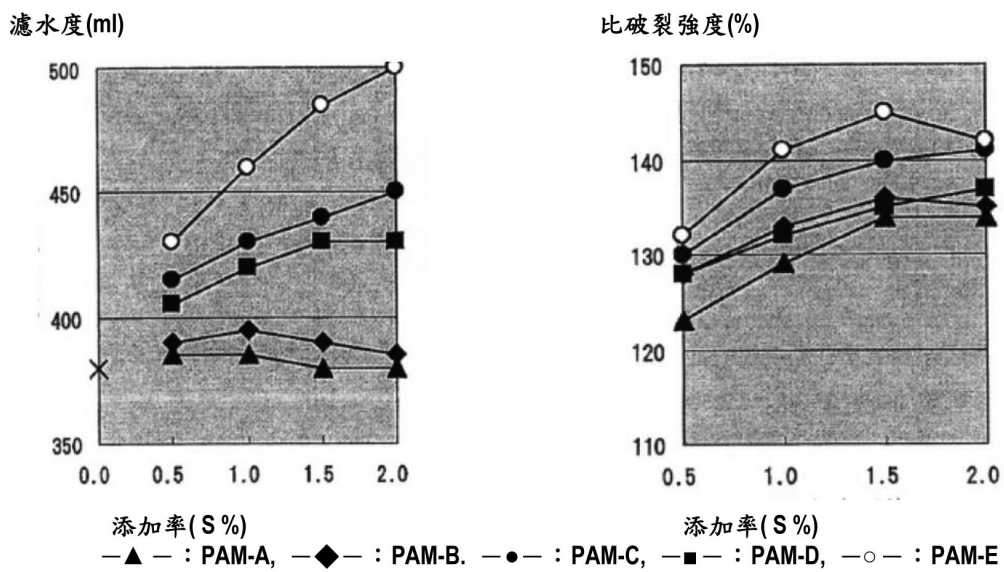 濾水度(ml)
比破裂強度(%)
500
450
400
350
0.0 0.5 1.0 1.5 2.0
150
140
130
120
110
0.5 1.0 1.5 2.0
添加率( S %)
添加率( S %)
—▲— : PAM-A, —◆— : PAM-B. —●— : PAM-C, —■— : PAM-D, —○— : PAM-E